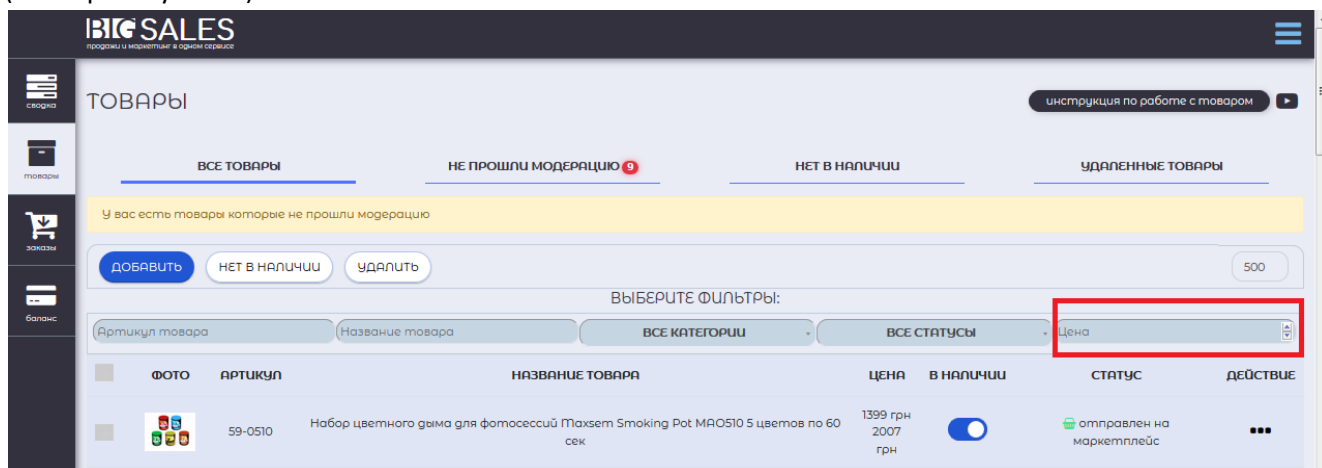 BIG SALES
продажи и маркетинг в одном сервисе
сводка
ТОВАРЫ
инструкция по работе с товаром
товары
ВСЕ ТОВАРЫ
НЕ ПРОШЛИ МОДЕРАЦИЮ 9
НЕТ В НАЛИЧИИ
УДАЛЕННЫЕ ТОВАРЫ
У вас есть товары которые не прошли модерацию
заказы
ДОБАВИТЬ
НЕТ В НАЛИЧИИ
УДАЛИТЬ
500
баланс
ВЫБЕРИТЕ ФИЛЬТРЫ:
Артикул товара
Название товара
ВСЕ КАТЕГОРИИ
ВСЕ СТАТУСЫ
Цена
ФОТО
АРТИКУЛ
НАЗВАНИЕ ТОВАРА
ЦЕНА
В НАЛИЧИИ
СТАТУС
ДЕЙСТВИЕ
59-0510
Набор цветного дыма для фотосессий Maxsem Smoking Pot MAO510 5 цветов по 60
сек
1399 грн
2007
грн
отправлен на
маркетплейс